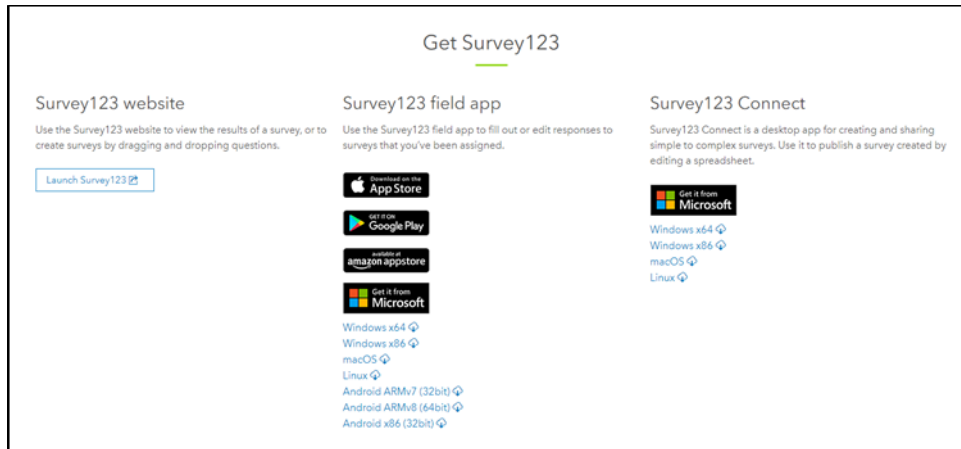 Get Survey123
Survey123 website
Use the Survey123 website to view the results of a survey, or to
create surveys by dragging and dropping questions.
Launch Survey123
Survey123 field app
Use the Survey123 field app to fill out or edit responses to
surveys that you've been assigned.
Download on the
App Store
GET IT ON
Google Play
available at
amazon appstore
Get it from
Microsoft
Windows x64
Windows x86
macOS
Linux
Android ARMv7 (32bit)
Android ARMv8 (64bit)
Android x86 (32bit)
Survey123 Connect
Survey123 Connect is a desktop app for creating and sharing
simple to complex surveys. Use it to publish a survey created by
editing a spreadsheet.
Get it from
Microsoft
Windows x64
Windows x86
macOS
Linux